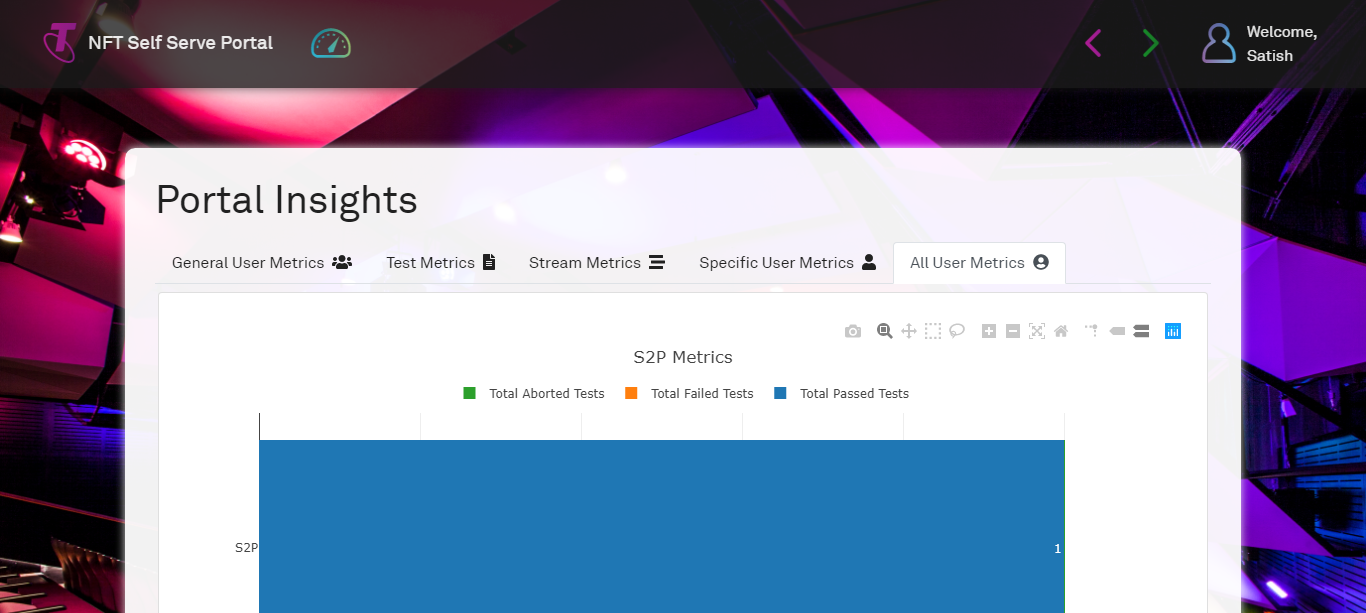 NFT Self Serve Portal
Welcome,
Satish
Portal Insights
General User Metrics
Test Metrics
Stream Metrics
Specific User Metrics
All User Metrics
S2P Metrics
Total Aborted Tests
Total Failed Tests
Total Passed Tests
S2P
1